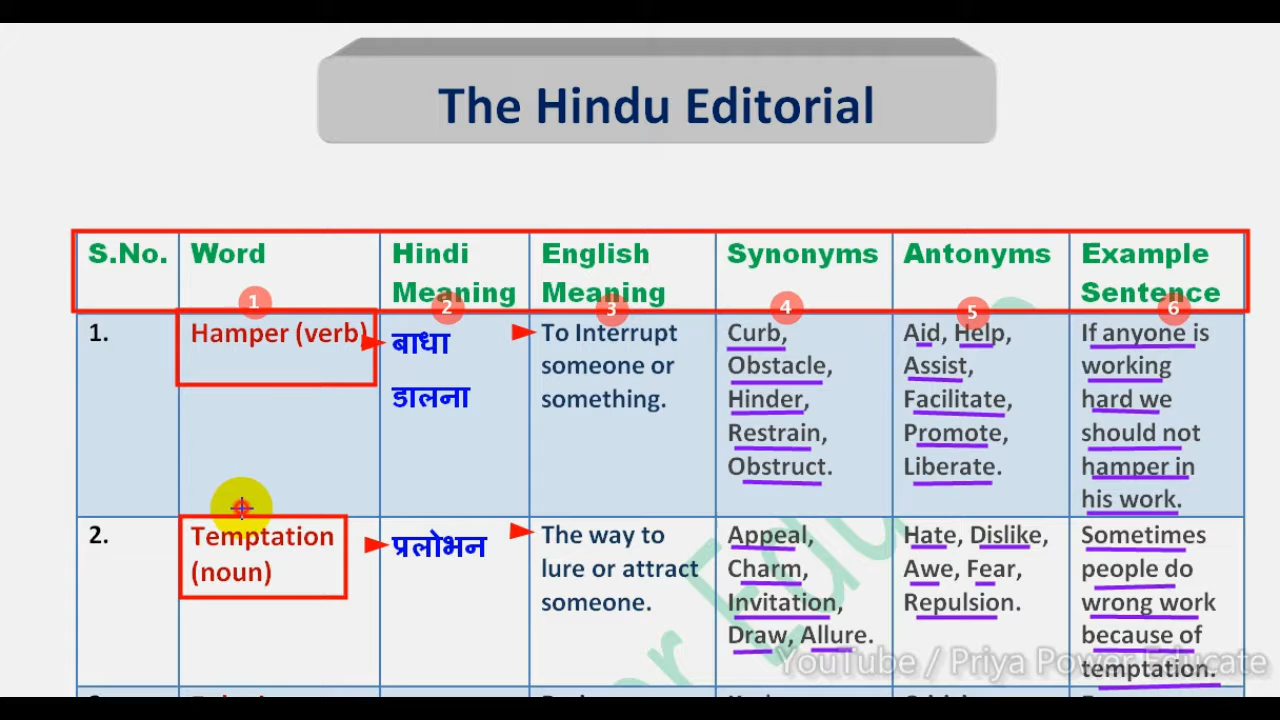 The Hindu Editorial
S.No. Word Hindi English Synonyms Antonyms Example
Meaning Meaning Sentence
1 2 3 4 5 6
1. Hamper (verb) बाधा To Interrupt Curb, Aid, Help, If anyone is
someone or Obstacle, Assist, working
डालना something. Hinder, Facilitate, hard we
Restrain, Promote, should not
Obstruct. Liberate. hamper in
his work.
2. Temptation प्रलोभन The way to Appeal, Hate, Dislike, Sometimes
(noun) lure or attract Charm, Awe, Fear, people do
someone. Invitation, Repulsion. wrong work
Draw, Allure. because of
YouTube / Priya Power Educate
temptation.